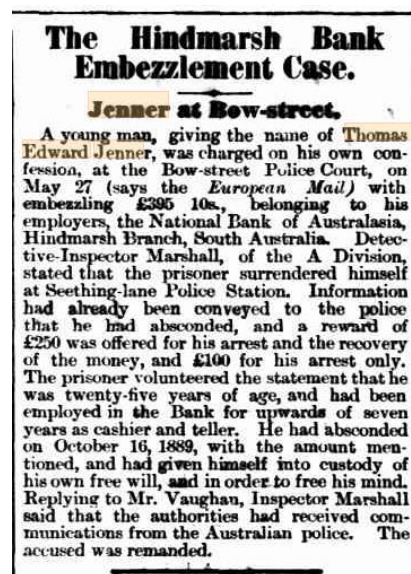 The Hindmarsh Bank
Embezzlement Case.
Jenner at Bow-street.
A young man, giving the name of Thomas
Edward Jenner, was charged on his own con-
fession, at the Bow-street Police Court, on
May 27 (says the European Mail) with
embezzling £395 10s., belonging to his
employers, the National Bank of Australasia,
Hindmarsh Branch, South Australia. Detec-
tive-Inspector Marshall, of the A Division,
stated that the prisoner surrendered himself
at Seething-lane Police Station. Information
had already been conveyed to the police
that he had absconded, and a reward of
£250 was offered for his arrest and the recovery
of the money, and £100 for his arrest only.
The prisoner volunteered the statement that he
was twenty-five years of age, and had been
employed in the Bank for upwards of seven
years as cashier and teller. He had absconded
on October 16, 1889, with the amount men-
tioned, and had given himself into custody of
his own free will, and in order to free his mind.
Replying to Mr. Vaughan, Inspector Marshall
said that the authorities had received com-
munications from the Australian police. The
accused was remanded.